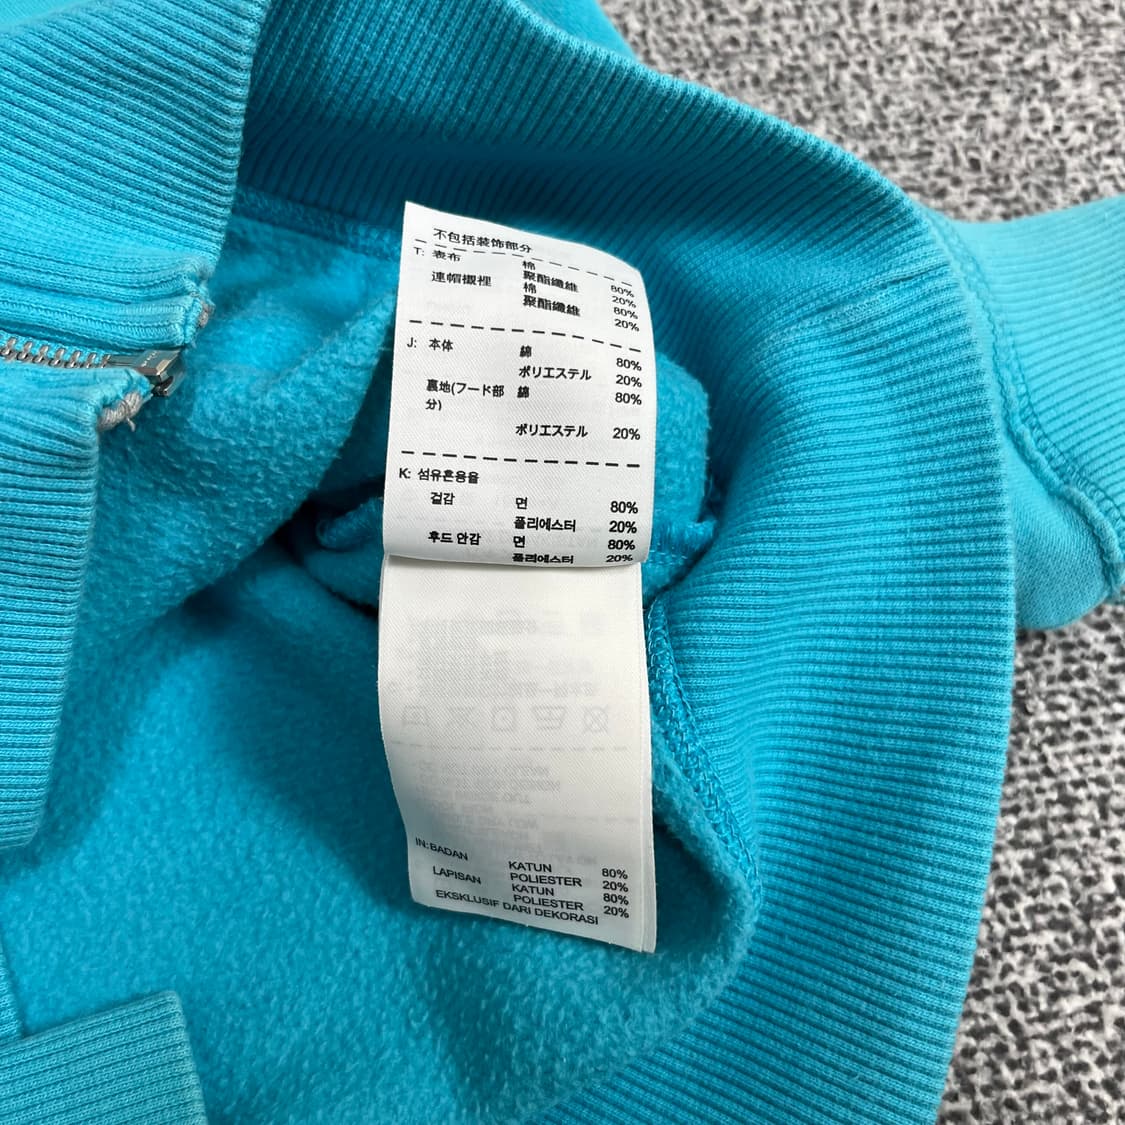 不包括裝飾部分
T: 表布 棉 80%
聚酯纖維 20%
連帽襯裡 棉 80%
聚酯纖維 20%
J: 本体 綿 80%
ポリエステル 20%
裏地(フード部分) 綿 80%
ポリエステル 20%
K: 섬유혼용율
겉감 면 80%
폴리에스터 20%
후드 안감 면 80%
폴리에스터 20%
IN: BADAN KATUN 80%
POLIESTER 20%
LAPISAN KATUN 80%
POLIESTER 20%
EKSKLUSIF DARI DEKORASI